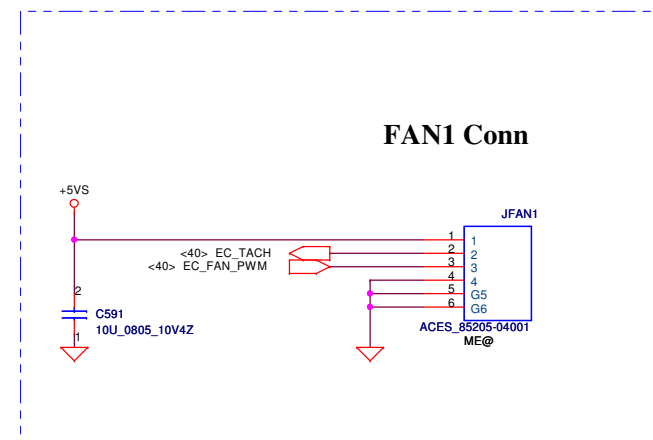 FAN1 Conn
+5VS
JFAN1
<40> EC_TACH
<40> EC_FAN_PWM
1 1
2 2
3 3
4 4
5 G5
6 G6
2
C591
10U_0805_10V4Z
1
ACES_85205-04001
ME@